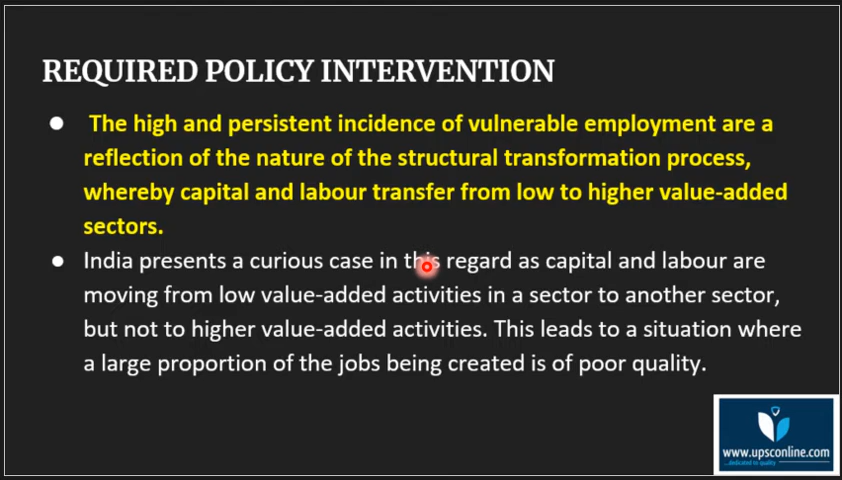 REQUIRED POLICY INTERVENTION
● The high and persistent incidence of vulnerable employment are a
reflection of the nature of the structural transformation process,
whereby capital and labour transfer from low to higher value-added
sectors.
● India presents a curious case in this regard as capital and labour are
moving from low value-added activities in a sector to another sector,
but not to higher value-added activities. This leads to a situation where
a large proportion of the jobs being created is of poor quality.
www.upsconline.com
...dedicated to quality